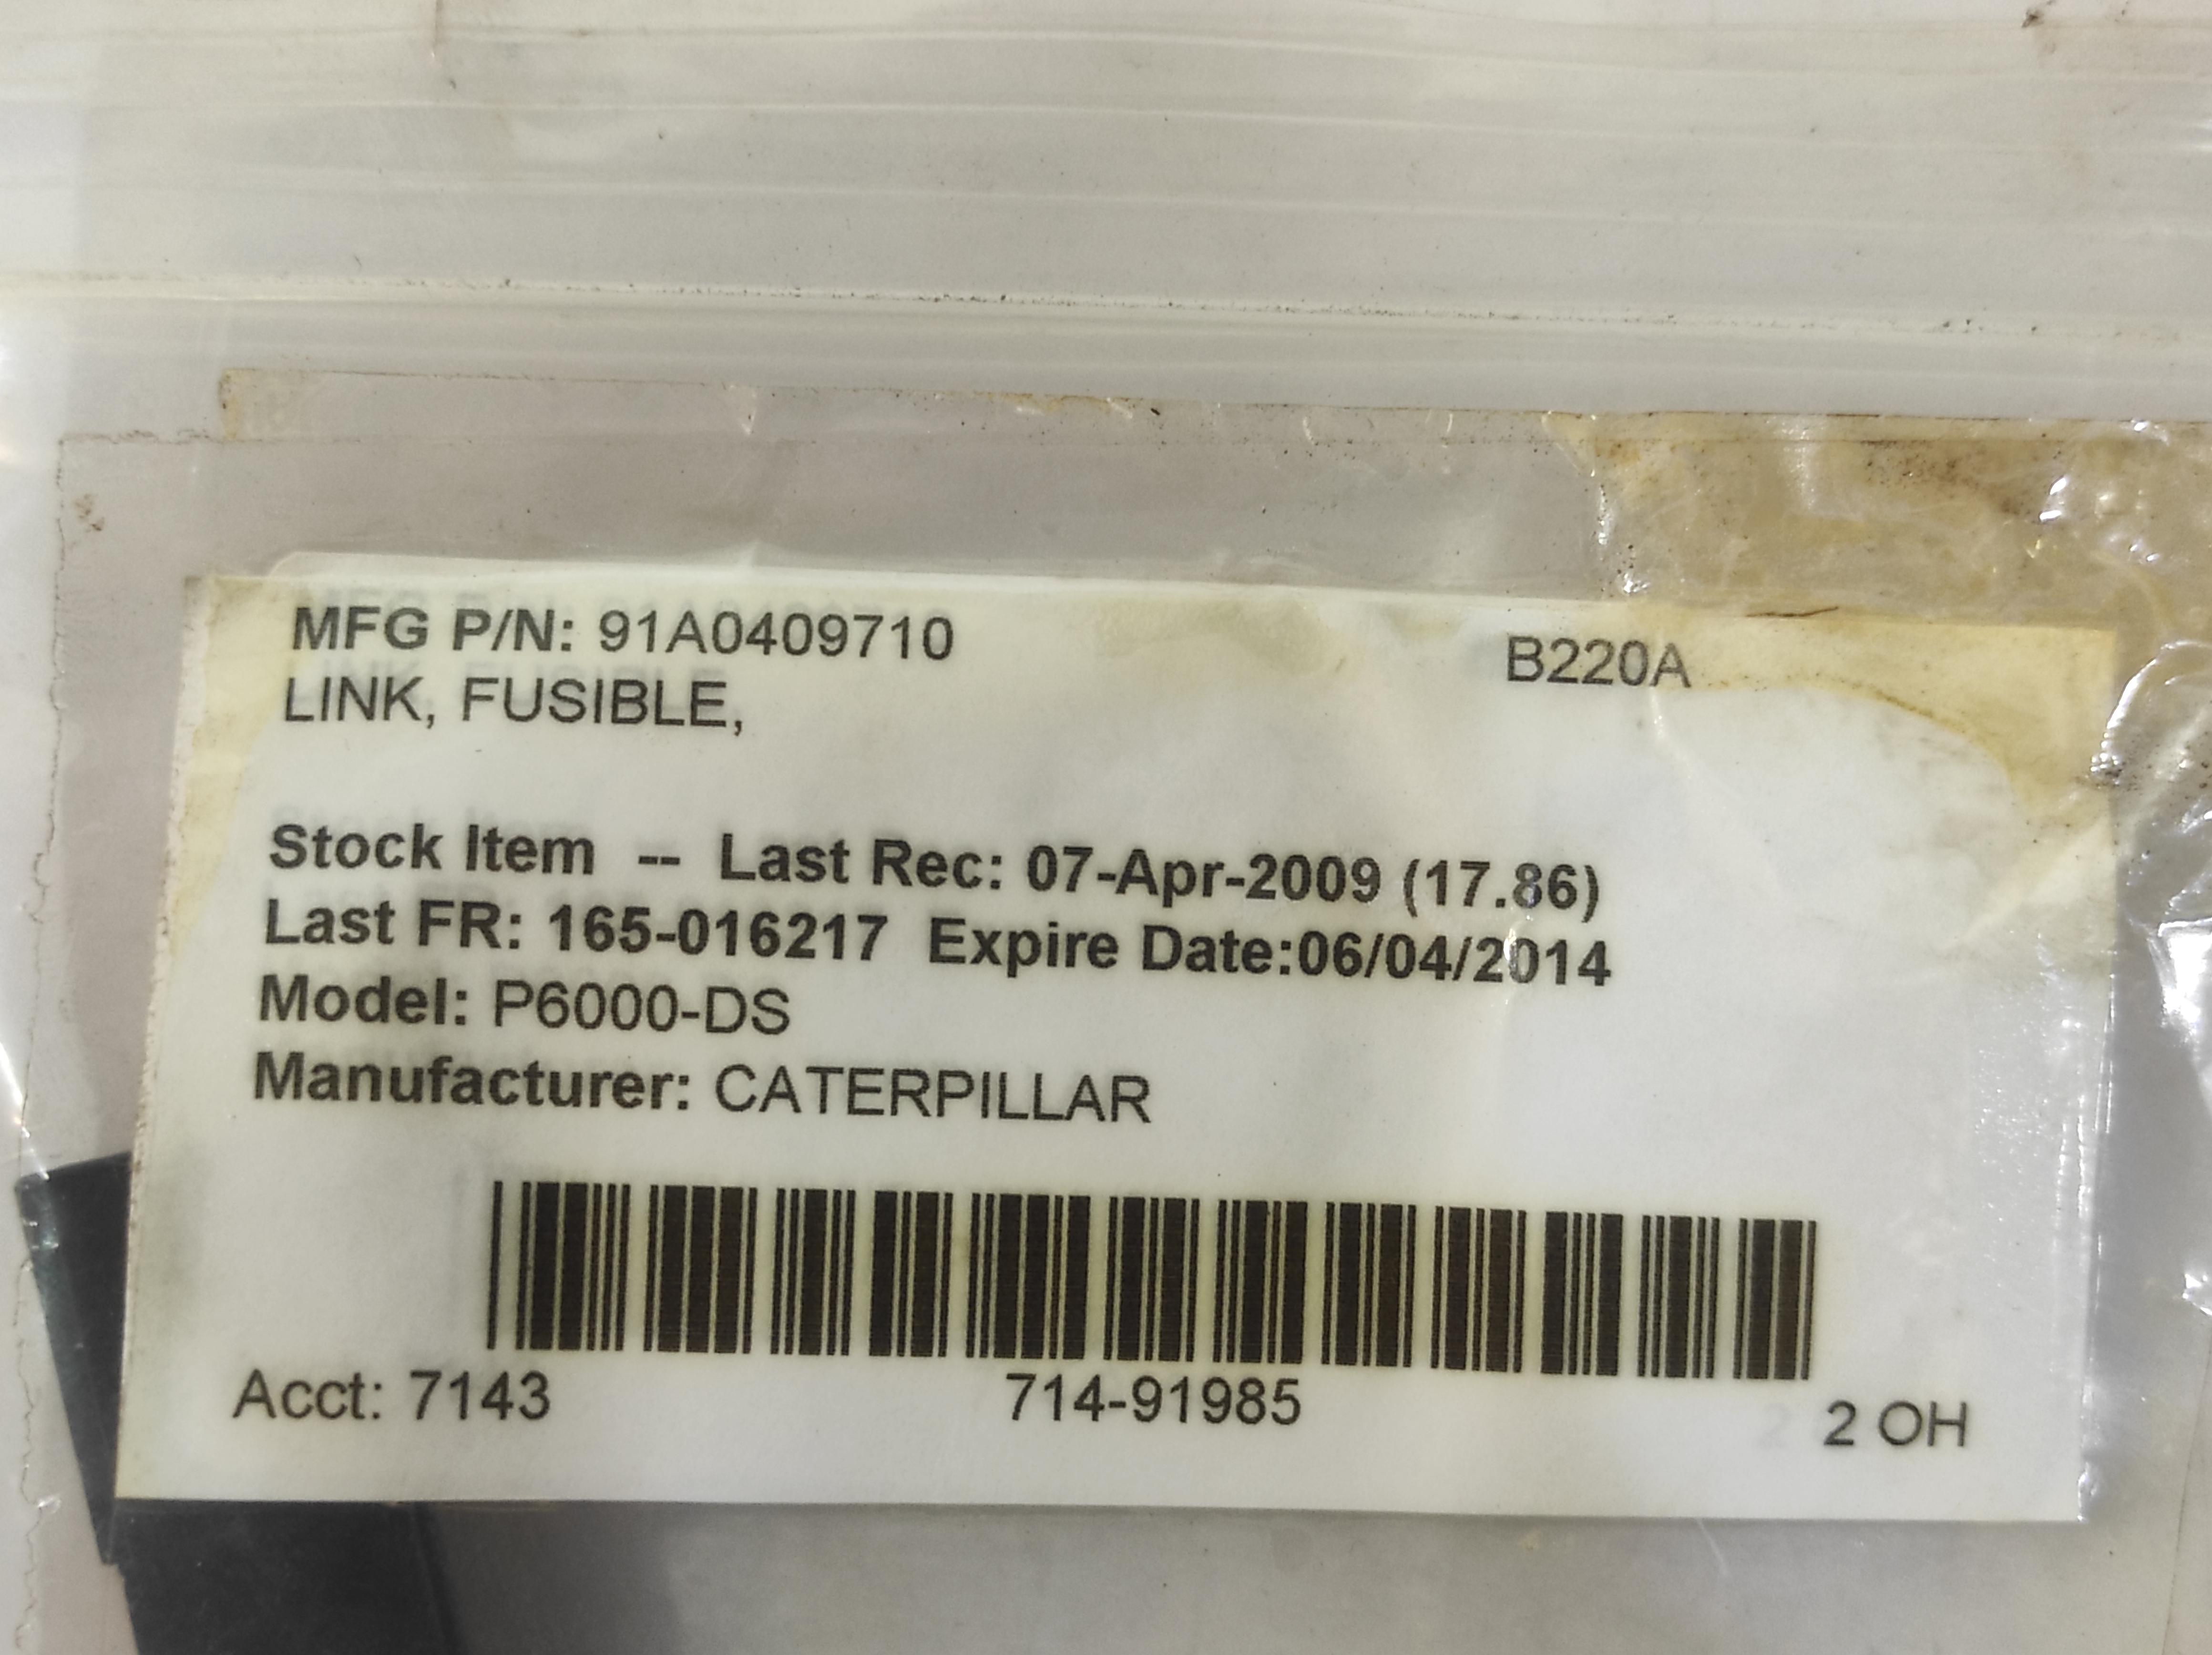 MFG P/N: 91A0409710 B220A
LINK, FUSIBLE,
Stock Item -- Last Rec: 07-Apr-2009 (17.86)
Last FR: 165-016217 Expire Date:06/04/2014
Model: P6000-DS
Manufacturer: CATERPILLAR
Acct: 7143 714-91985 2 OH